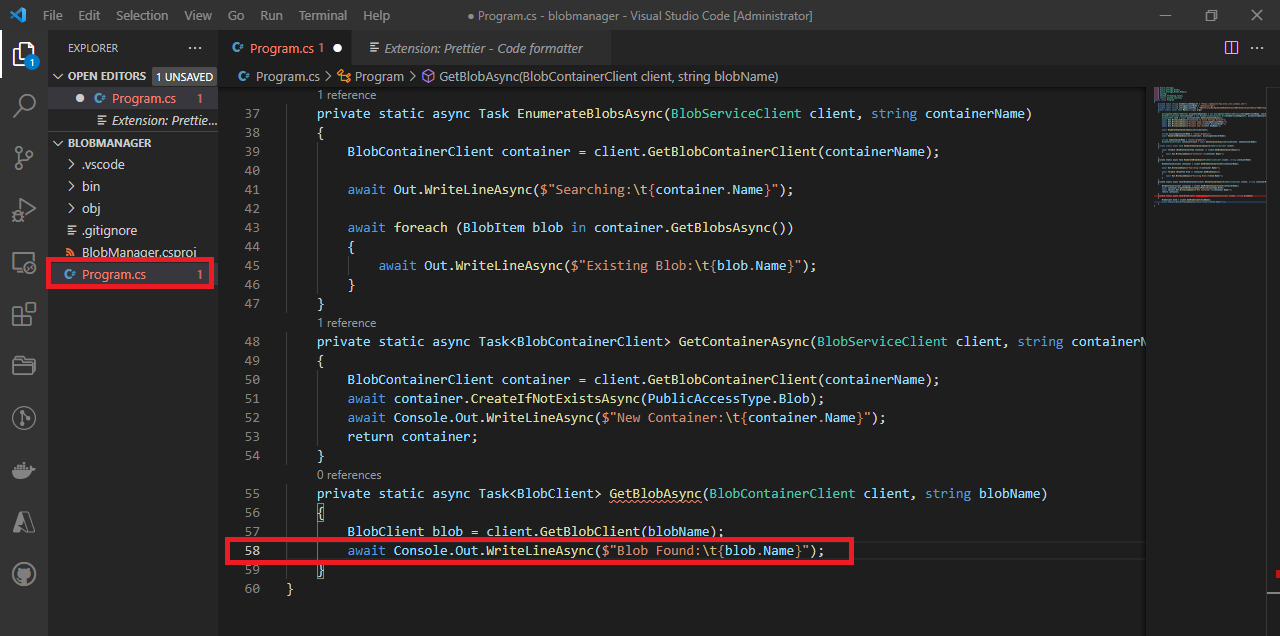 File Edit Selection View Go Run Terminal Help ● Program.cs - blobmanager - Visual Studio Code [Administrator]
EXPLORER ···
Program.cs 1 ●
Extension: Prettier - Code formatter
OPEN EDITORS 1 UNSAVED
● Program.cs 1
Extension: Prettie...
BLOBMANAGER
.vscode
bin
obj
.gitignore
BlobManager.csproj
Program.cs 1
1
Program.cs > Program > GetBlobAsync(BlobContainerClient client, string blobName)
1 reference
37 private static async Task EnumerateBlobsAsync(BlobServiceClient client, string containerName)
38 {
39 BlobContainerClient container = client.GetBlobContainerClient(containerName);
40
41 await Out.WriteLineAsync($"Searching:\t{container.Name}");
42
43 await foreach (BlobItem blob in container.GetBlobsAsync())
44 {
45 await Out.WriteLineAsync($"Existing Blob:\t{blob.Name}");
46 }
47 }
1 reference
48 private static async Task<BlobContainerClient> GetContainerAsync(BlobServiceClient client, string containerN
49 {
50 BlobContainerClient container = client.GetBlobContainerClient(containerName);
51 await container.CreateIfNotExistsAsync(PublicAccessType.Blob);
52 await Console.Out.WriteLineAsync($"New Container:\t{container.Name}");
53 return container;
54 }
0 references
55 private static async Task<BlobClient> GetBlobAsync(BlobContainerClient client, string blobName)
56 {
57 BlobClient blob = client.GetBlobClient(blobName);
58 await Console.Out.WriteLineAsync($"Blob Found:\t{blob.Name}");
59 }
60 }